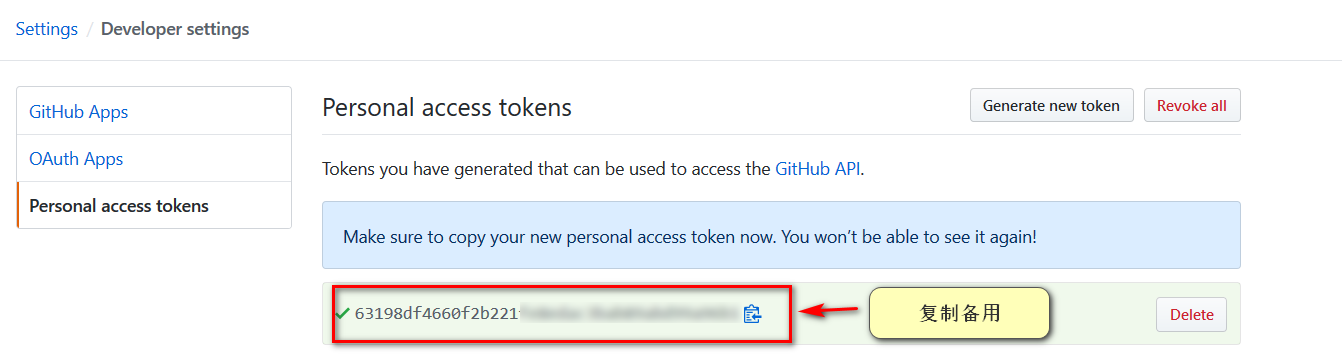 Settings / Developer settings
GitHub Apps
OAuth Apps
Personal access tokens
Personal access tokens
Generate new token
Revoke all
Tokens you have generated that can be used to access the GitHub API.
Make sure to copy your new personal access token now. You won’t be able to see it again!
63198df4660f2b221
复制备用
Delete